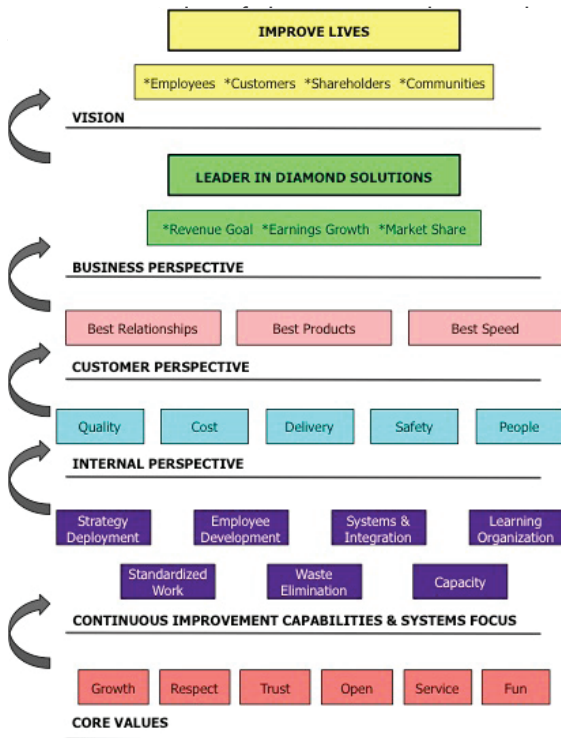 IMPROVE LIVES
*Employees *Customers *Shareholders *Communities
VISION
LEADER IN DIAMOND SOLUTIONS
*Revenue Goal *Earnings Growth *Market Share
BUSINESS PERSPECTIVE
Best Relationships Best Products Best Speed
CUSTOMER PERSPECTIVE
Quality Cost Delivery Safety People
INTERNAL PERSPECTIVE
Strategy Deployment Employee Development Systems & Integration Learning Organization
Standardized Work Waste Elimination Capacity
CONTINUOUS IMPROVEMENT CAPABILITIES & SYSTEMS FOCUS
Growth Respect Trust Open Service Fun
CORE VALUES